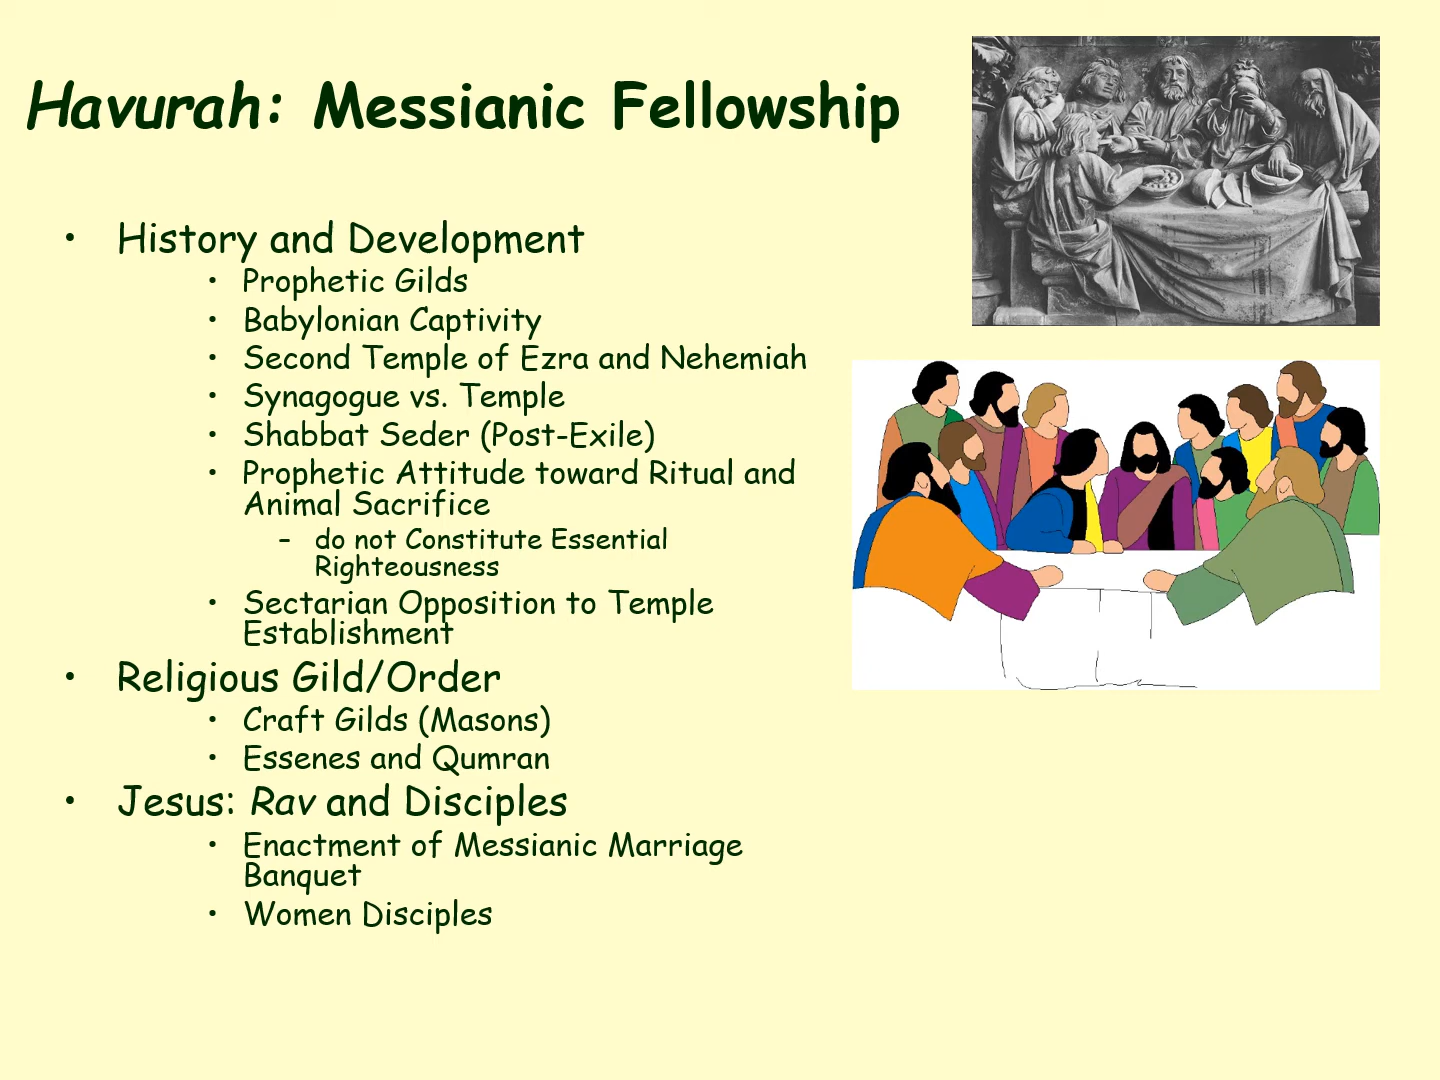 Havurah: Messianic Fellowship
• History and Development
• Prophetic Gilds
• Babylonian Captivity
• Second Temple of Ezra and Nehemiah
• Synagogue vs. Temple
• Shabbat Seder (Post-Exile)
• Prophetic Attitude toward Ritual and
Animal Sacrifice
– do not Constitute Essential
Righteousness
• Sectarian Opposition to Temple
Establishment
• Religious Gild/Order
• Craft Gilds (Masons)
• Essenes and Qumran
• Jesus: Rav and Disciples
• Enactment of Messianic Marriage
Banquet
• Women Disciples